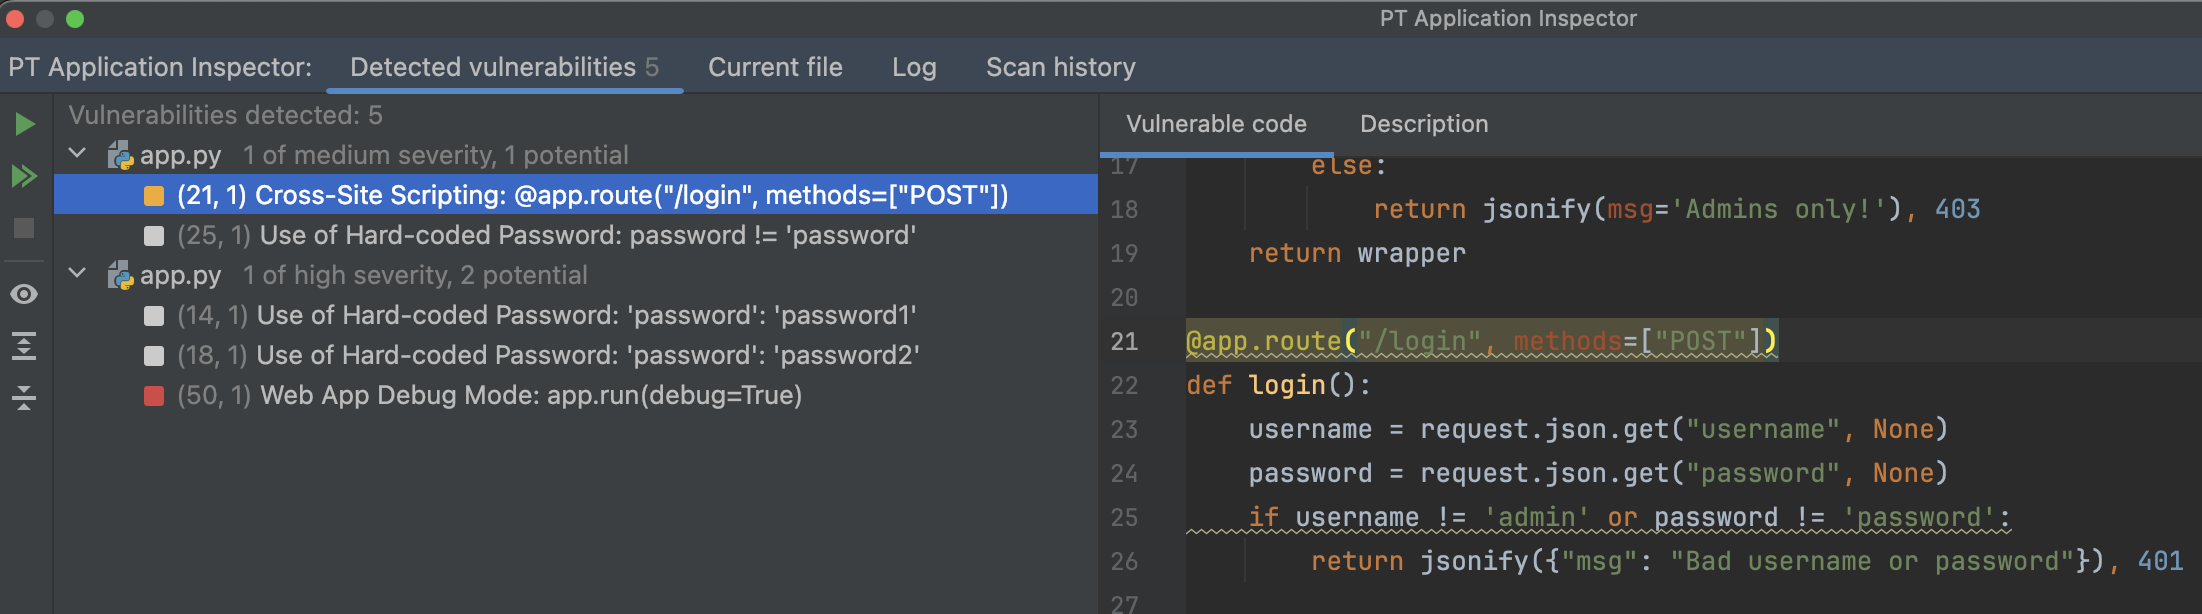 PT Application Inspector
PT Application Inspector: Detected vulnerabilities 5 Current file Log Scan history
Vulnerabilities detected: 5
app.py 1 of medium severity, 1 potential
(21, 1) Cross-Site Scripting: @app.route("/login", methods=["POST"])
(25, 1) Use of Hard-coded Password: password != 'password'
app.py 1 of high severity, 2 potential
(14, 1) Use of Hard-coded Password: 'password': 'password1'
(18, 1) Use of Hard-coded Password: 'password': 'password2'
(50, 1) Web App Debug Mode: app.run(debug=True)
Vulnerable code Description
17 else:
18 return jsonify(msg='Admins only!'), 403
19 return wrapper
20
21 @app.route("/login", methods=["POST"])
22 def login():
23 username = request.json.get("username", None)
24 password = request.json.get("password", None)
25 if username != 'admin' or password != 'password':
26 return jsonify({"msg": "Bad username or password"}), 401
27